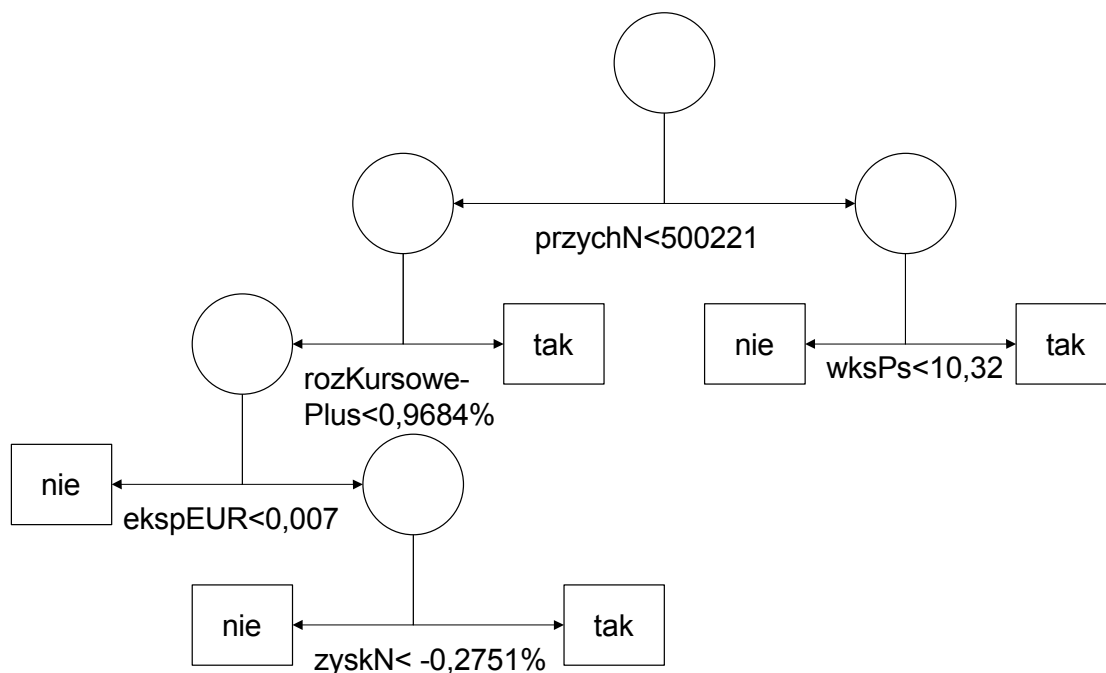 przychN<500221
tak
nie
tak
rozKursowe-
Plus<0,9684%
wksPs<10,32
nie
ekspEUR<0,007
nie
tak
zyskN< -0,2751%